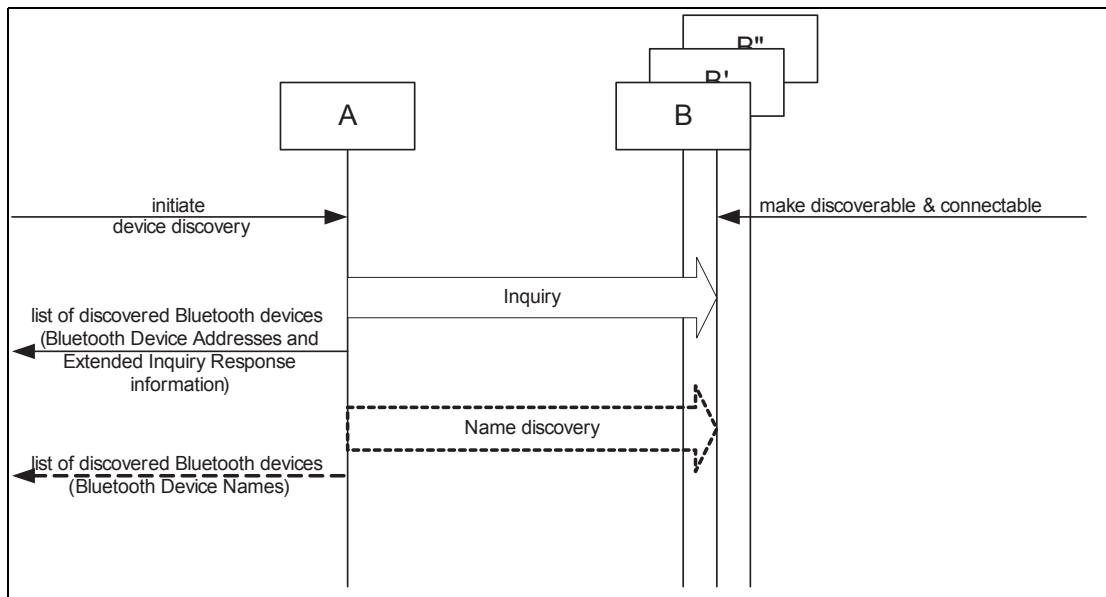 B"
B'
A
B
initiate
device discovery
make discoverable & connectable
Inquiry
list of discovered Bluetooth devices
(Bluetooth Device Addresses and
Extended Inquiry Response
information)
Name discovery
list of discovered Bluetooth devices
(Bluetooth Device Names)